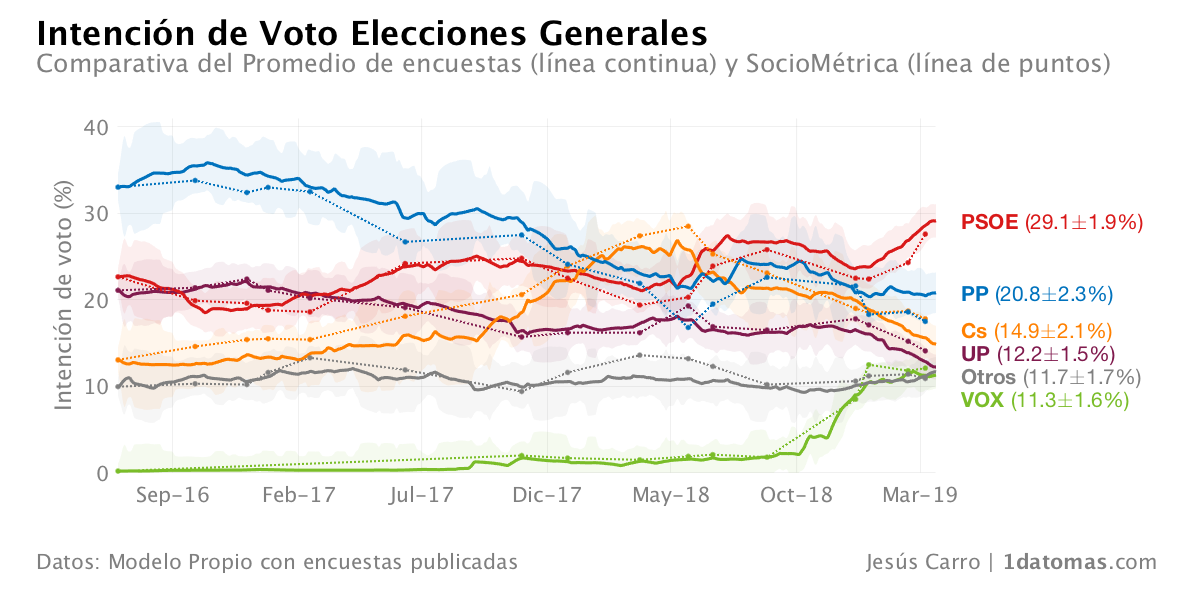 Intención de Voto Elecciones Generales
Comparativa del Promedio de encuestas (línea continua) y SocioMétrica (línea de puntos)
Intención de voto (%)
40
30
20
10
0
Sep-16 Feb-17 Jul-17 Dic-17 May-18 Oct-18 Mar-19
PSOE (29.1±1.9%)
PP (20.8±2.3%)
Cs (14.9±2.1%)
UP (12.2±1.5%)
Otros (11.7±1.7%)
VOX (11.3±1.6%)
Datos: Modelo Propio con encuestas publicadas
Jesús Carro | 1datomas.com